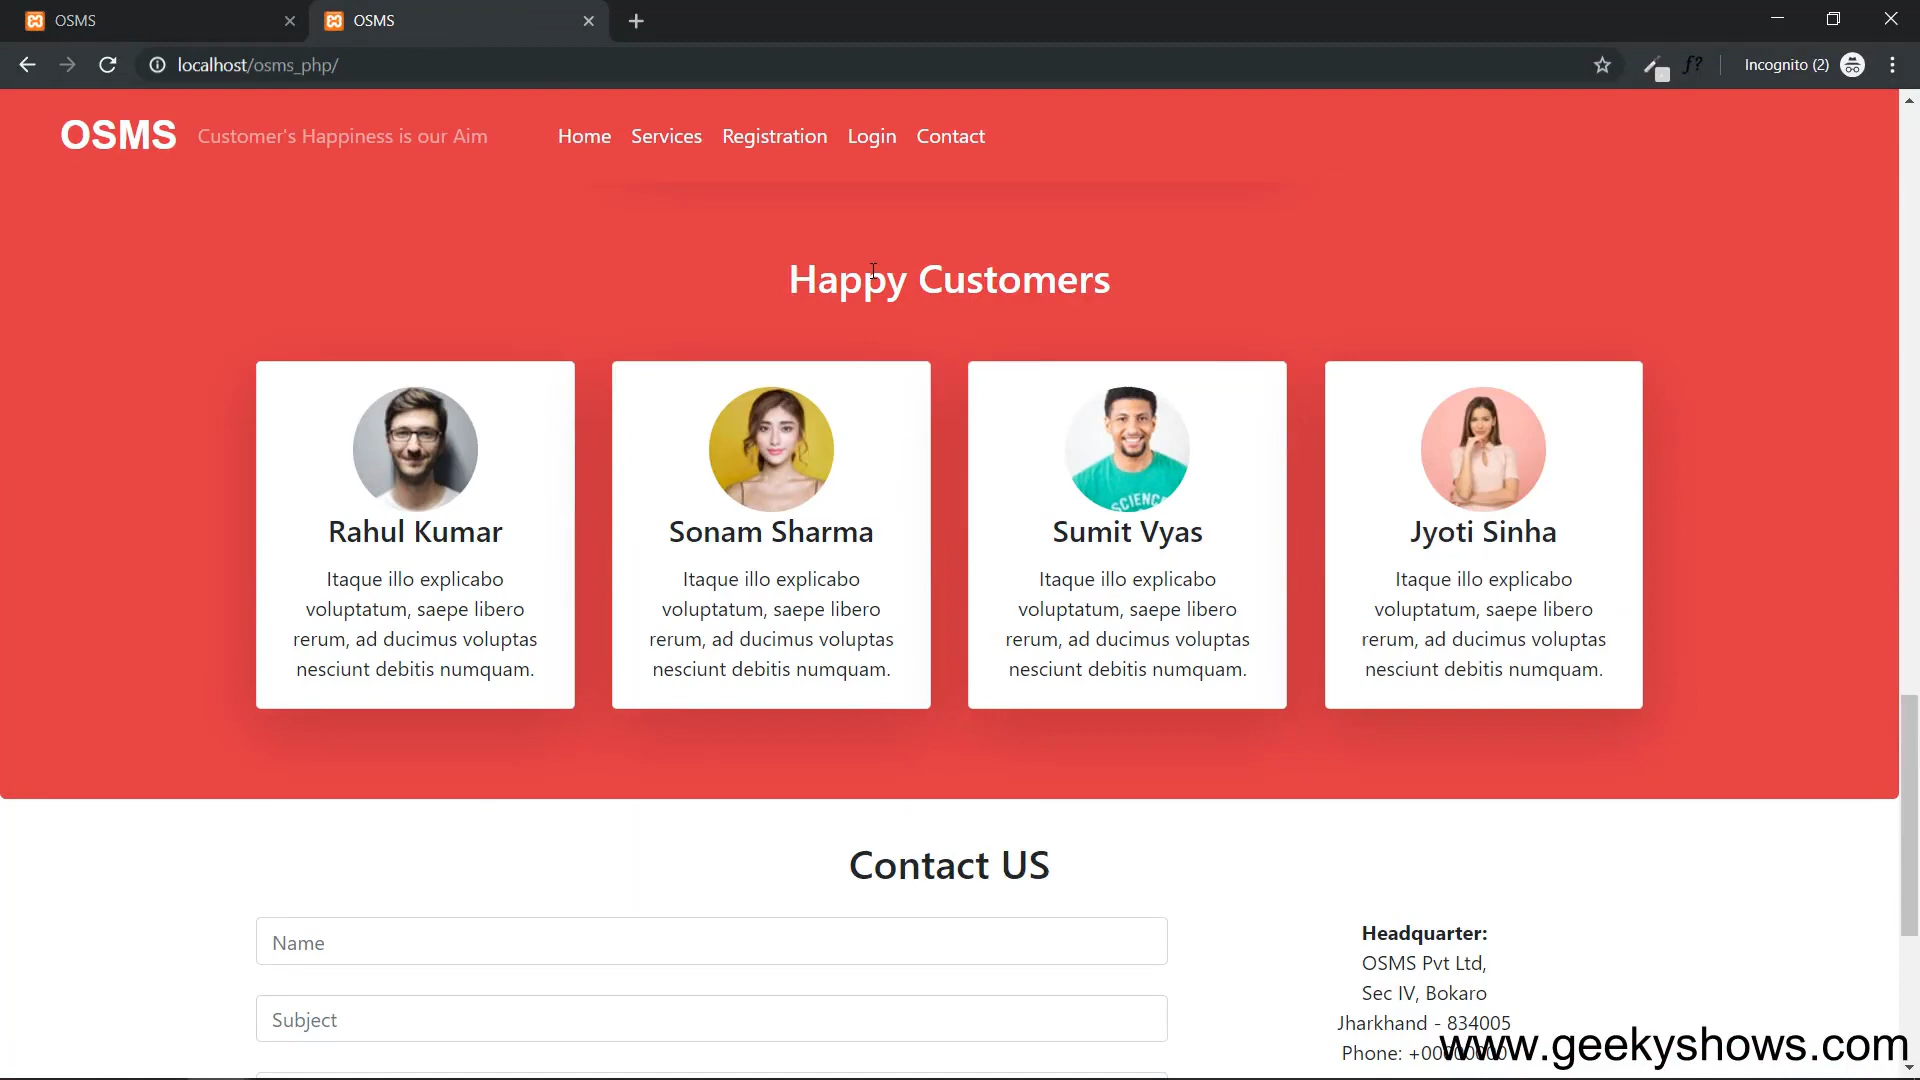 OSMS
OSMS
localhost/osms_php/
Incognito (2)
OSMS Customer's Happiness is our Aim Home Services Registration Login Contact
Happy Customers
SCIENC
Rahul Kumar
Itaque illo explicabo
voluptatum, saepe libero
rerum, ad ducimus voluptas
nesciunt debitis numquam.
Sonam Sharma
Itaque illo explicabo
voluptatum, saepe libero
rerum, ad ducimus voluptas
nesciunt debitis numquam.
Sumit Vyas
Itaque illo explicabo
voluptatum, saepe libero
rerum, ad ducimus voluptas
nesciunt debitis numquam.
Jyoti Sinha
Itaque illo explicabo
voluptatum, saepe libero
rerum, ad ducimus voluptas
nesciunt debitis numquam.
Contact US
Name
Subject
Headquarter:
OSMS Pvt Ltd,
Sec IV, Bokaro
Jharkhand - 834005
Phone:
www.geekyshows.com